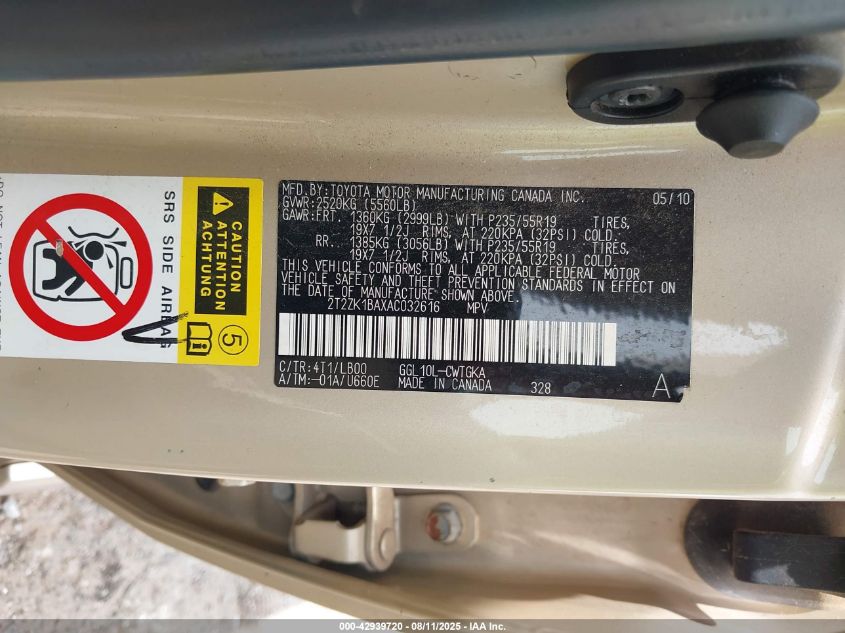 MFD.BY:TOYOTA MOTOR MANUFACTURING CANADA INC. 05/10
GVWR:2520KG (5560LB)
GAWR:FRT. 1360KG (2999LB) WITH P235/55R19 TIRES,
19X7 1/2J RIMS, AT 220KPA (32PSI) COLD.
RR. 1385KG (3056LB) WITH P235/55R19 TIRES,
19X7 1/2J RIMS, AT 220KPA (32PSI) COLD.
THIS VEHICLE CONFORMS TO ALL APPLICABLE FEDERAL MOTOR
VEHICLE SAFETY AND THEFT PREVENTION STANDARDS IN EFFECT ON
THE DATE OF MANUFACTURE SHOWN ABOVE.
2T2ZK1BAXAC032616 MPV
C/TR:4T1/LB00 GGL10L-CWTGKA
A/TM:-01A/U660E MADE IN CANADA 328 A
CAUTION
ATTENTION
ACHTUNG
5
SRS SIDE AIRBAG
000-42939720 - 08/11/2025 - IAA Inc.